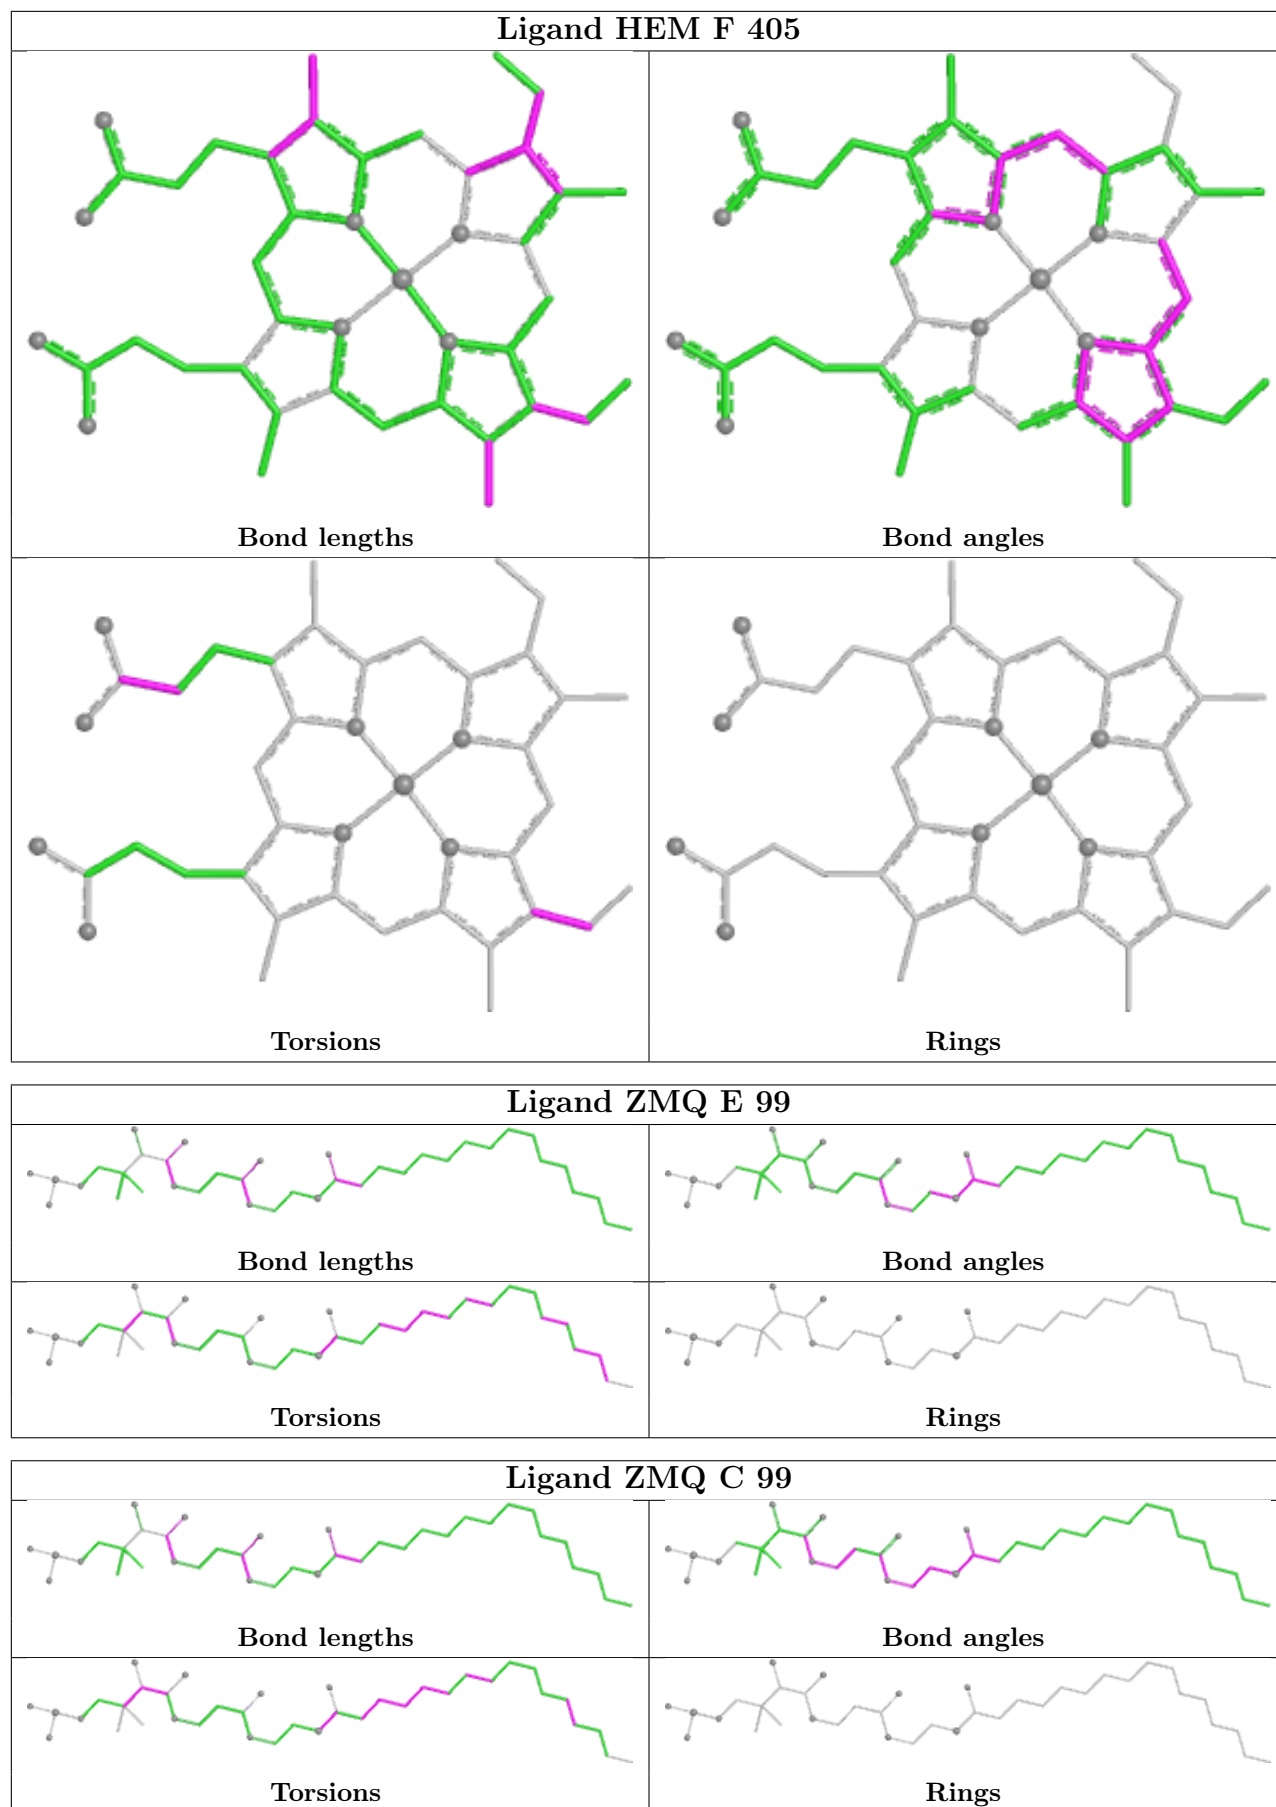 Ligand HEM F 405
Bond lengths
Bond angles
Torsions
Rings
Ligand ZMQ E 99
Bond lengths
Bond angles
Torsions
Rings
Ligand ZMQ C 99
Bond lengths
Bond angles
Torsions
Rings